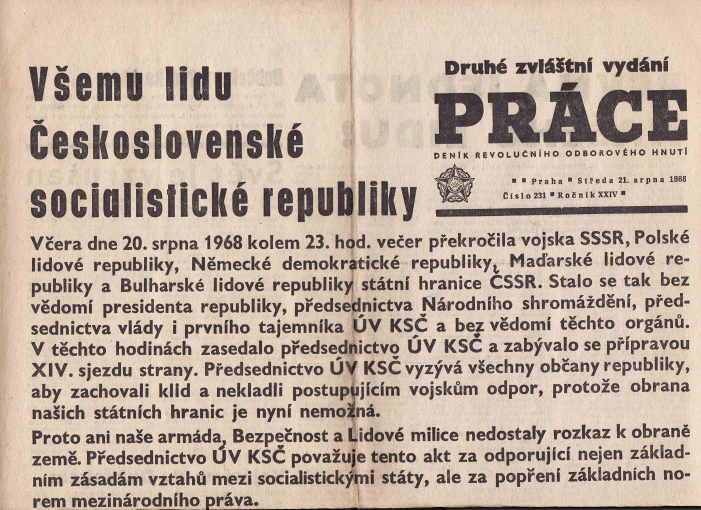 Všemu lidu
Československé
socialistické republiky
Druhé zvláštní vydání
PRÁCE
DENÍK REVOLUČNÍHO ODBOROVÉHO HNUTÍ
■ ■ Praha ■ Středa 21. srpna 1968
Číslo 231 ■ Ročník XXIV ■
Včera dne 20. srpna 1968 kolem 23. hod. večer překročila vojska SSSR, Polské
lidové republiky, Německé demokratické republiky, Maďarské lidové re-
publiky a Bulharské lidové republiky státní hranice ČSSR. Stalo se tak bez
vědomí presidenta republiky, předsednictva Národního shromáždění, před-
sednictva vlády i prvního tajemníka ÚV KSČ a bez vědomí těchto orgánů.
V těchto hodinách zasedalo předsednictvo ÚV KSČ a zabývalo se přípravou
XIV. sjezdu strany. Předsednictvo ÚV KSČ vyzývá všechny občany republiky,
aby zachovali klid a nekladli postupujícím vojskům odpor, protože obrana
našich státních hranic je nyní nemožná.
Proto ani naše armáda, Bezpečnost a Lidové milice nedostaly rozkaz k obraně
země. Předsednictvo ÚV KSČ považuje tento akt za odporující nejen základ-
ním zásadám vztahů mezi socialistickými státy, ale za popření základních no-
rem mezinárodního práva.